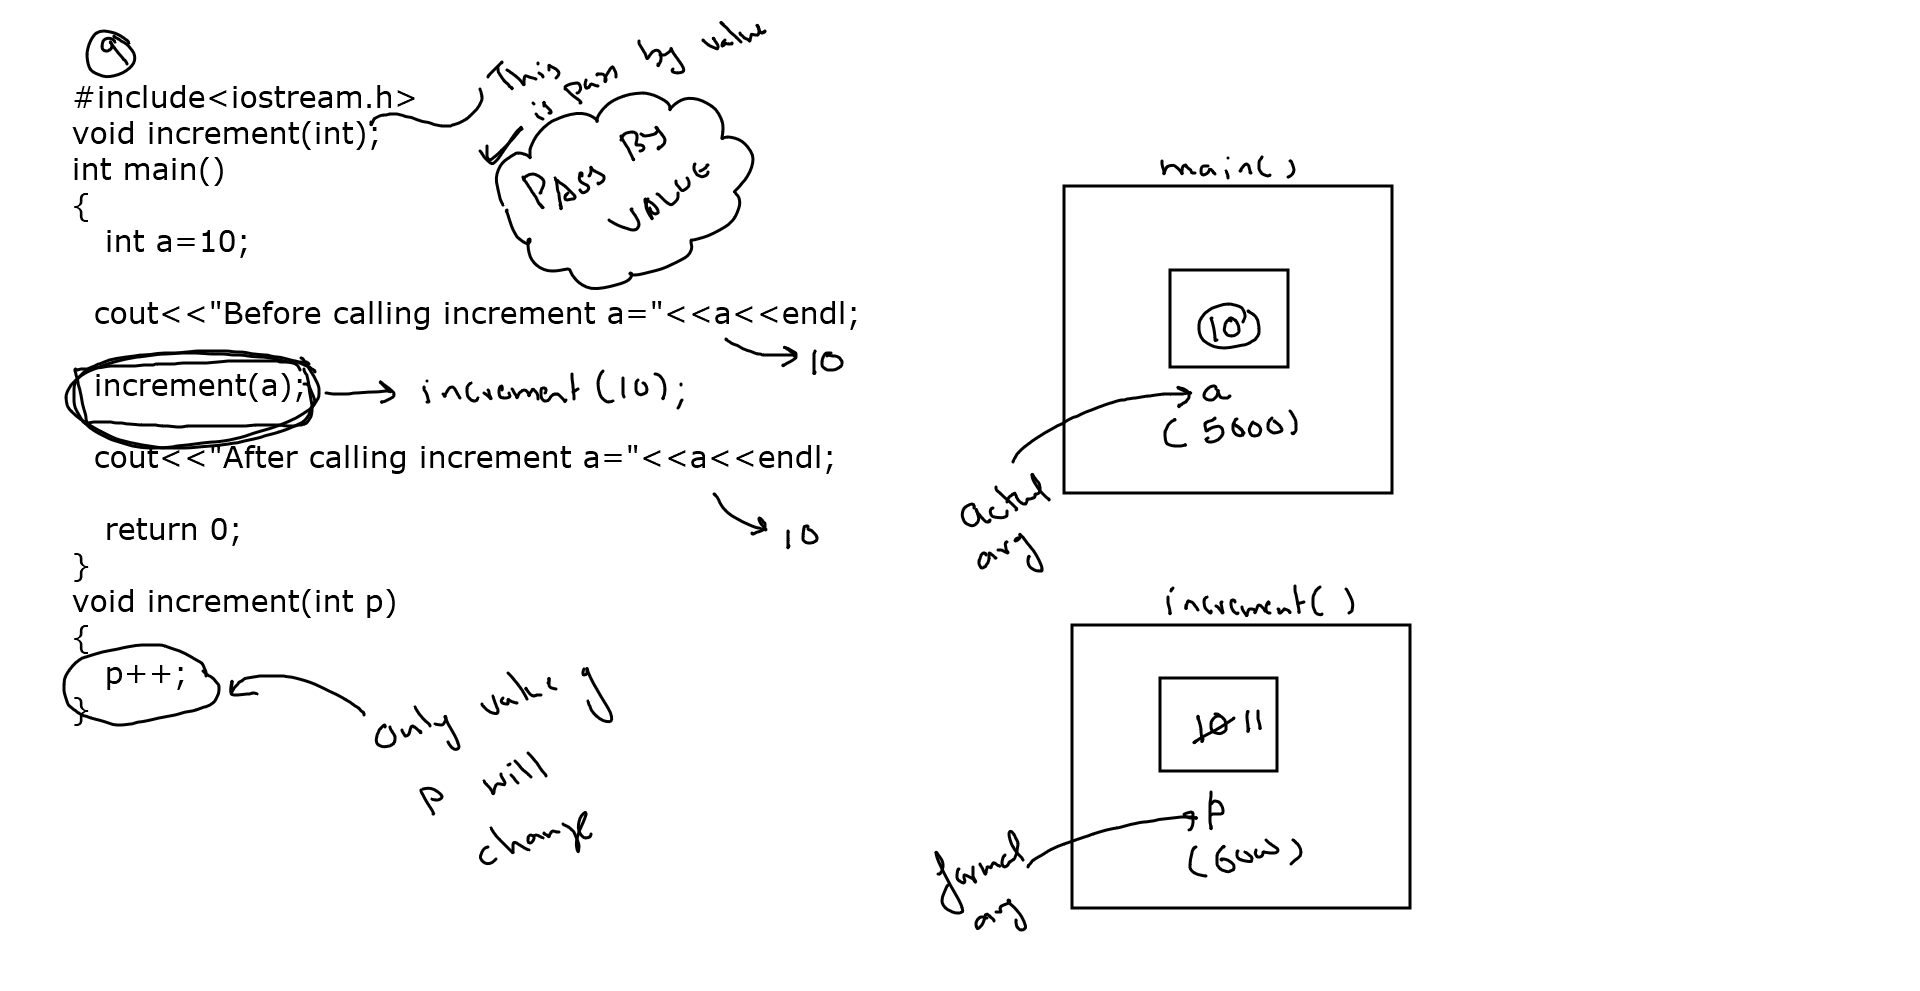 9
#include<iostream.h>
void increment(int);
This
is pass by value
PASS BY
VALUE
int main()
{
int a=10;
cout<<"Before calling increment a="<<a<<endl;
10
increment(a);
increment (10);
cout<<"After calling increment a="<<a<<endl;
10
return 0;
}
void increment(int p)
{
p++;
}
Only value of
p will
change
main()
10
a
(5000)
actual
arg
increment()
10 11
p
(6000)
formal
arg